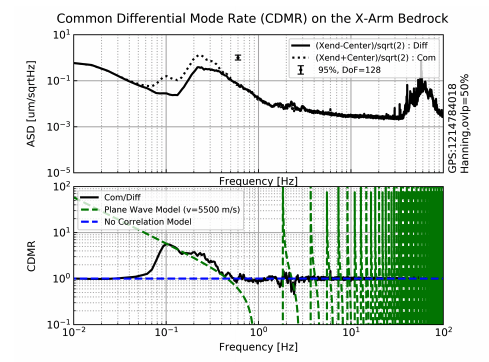 Common Differential Mode Rate (CDMR) on the X-Arm Bedrock
10^1
10^-1
10^-3
10^-5
ASD [um/sqrtHz]
(Xend-Center)/sqrt(2) : Diff
(Xend+Center)/sqrt(2) : Com
95%, DoF=128
GPS:1214784018
Hanning,ovlp=50%
Frequency [Hz]
10^2
10^1
10^0
10^-1
CDMR
Com/Diff
Plane Wave Model (v=5500 m/s)
No Correlation Model
10^-2 10^-1 10^0 10^1 10^2
Frequency [Hz]